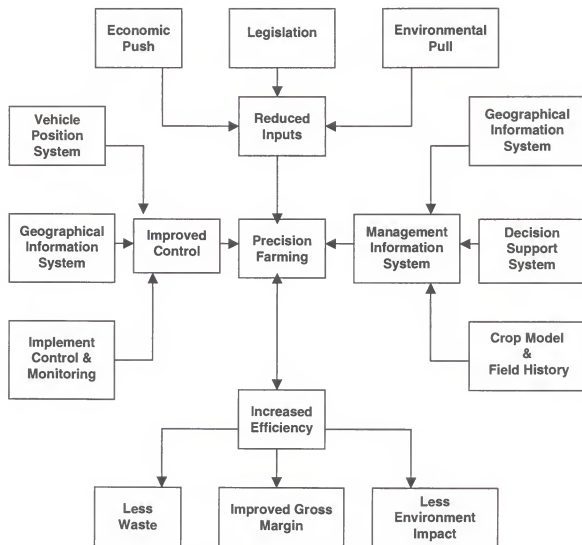 Economic
Push
Legislation
Environmental
Pull
Vehicle
Position
System
Reduced
Inputs
Geographical
Information
System
Geographical
Information
System
Improved
Control
Precision
Farming
Management
Information
System
Decision
Support
System
Implement
Control &
Monitoring
Crop Model
&
Field History
Increased
Efficiency
Less
Waste
Improved Gross
Margin
Less
Environment
Impact